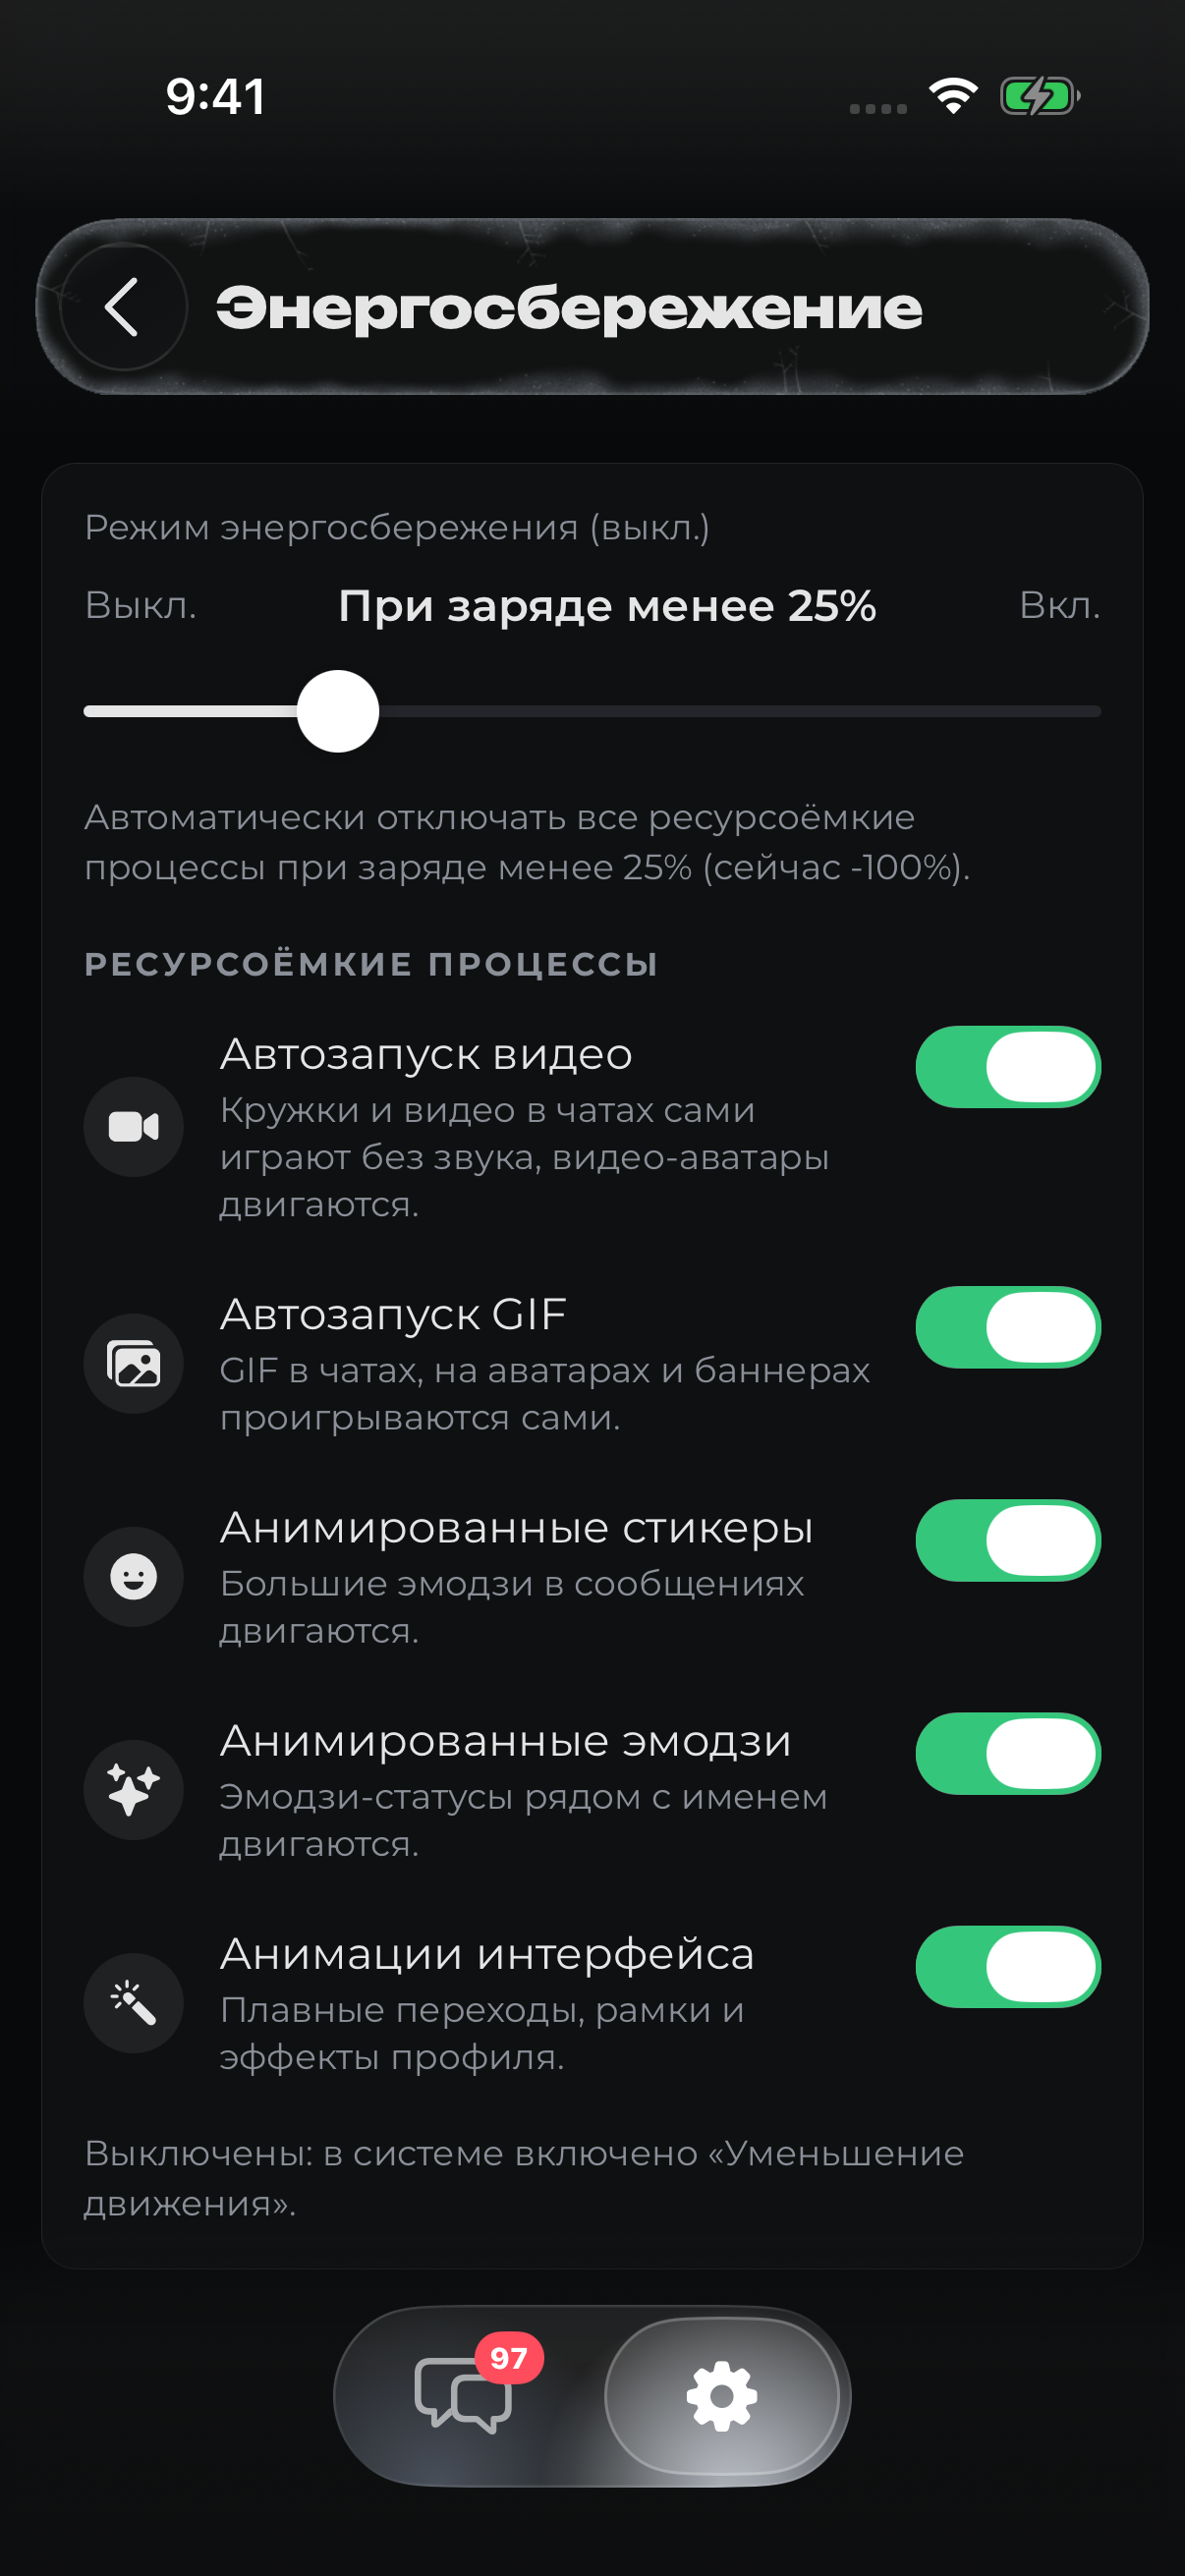 9:41
Энергосбережение
Режим энергосбережения (выкл.)
Выкл. При заряде менее 25% Вкл.
Автоматически отключать все ресурсоёмкие
процессы при заряде менее 25% (сейчас -100%).
РЕСУРСОЁМКИЕ ПРОЦЕССЫ
Автозапуск видео
Кружки и видео в чатах сами
играют без звука, видео-аватары
двигаются.
Автозапуск GIF
GIF в чатах, на аватарах и баннерах
проигрываются сами.
Анимированные стикеры
Большие эмодзи в сообщениях
двигаются.
Анимированные эмодзи
Эмодзи-статусы рядом с именем
двигаются.
Анимации интерфейса
Плавные переходы, рамки и
эффекты профиля.
Выключены: в системе включено «Уменьшение
движения».
97